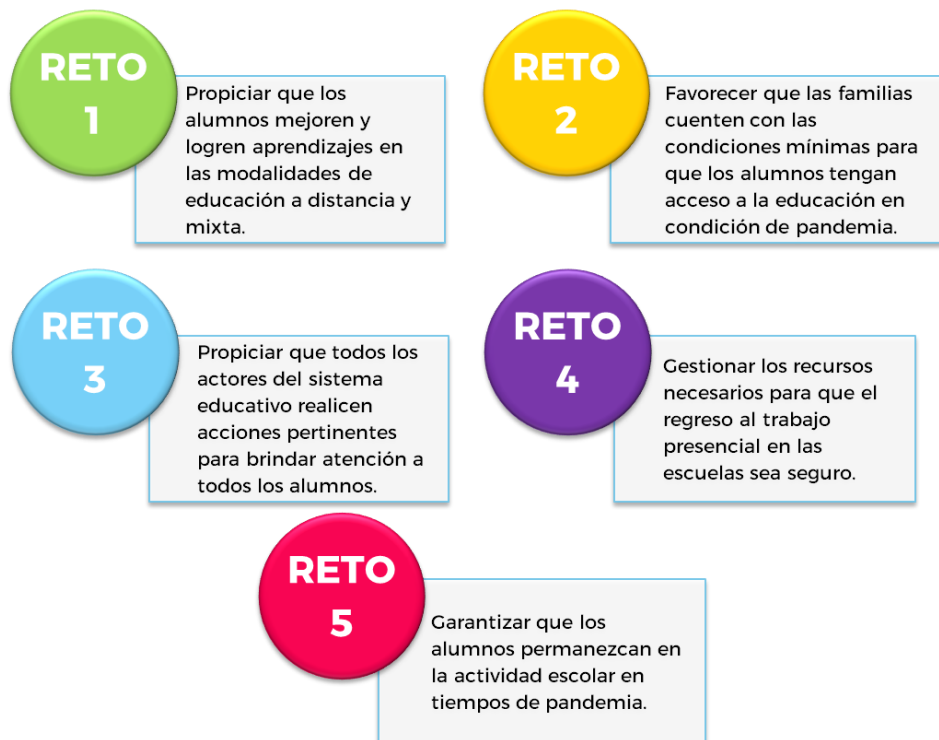 RETO
1
Propiciar que los
alumnos mejoren y
logren aprendizajes en
las modalidades de
educación a distancia y
mixta.
RETO
2
Favorecer que las familias
cuenten con las
condiciones mínimas para
que los alumnos tengan
acceso a la educación en
condición de pandemia.
RETO
3
Propiciar que todos los
actores del sistema
educativo realicen
acciones pertinentes
para brindar atención a
todos los alumnos.
RETO
4
Gestionar los recursos
necesarios para que el
regreso al trabajo
presencial en las
escuelas sea seguro.
RETO
5
Garantizar que los
alumnos permanezcan en
la actividad escolar en
tiempos de pandemia.